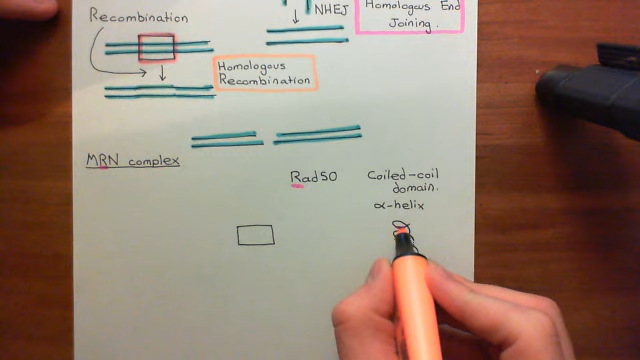 Recombination
NHEJ
Homologous End
Joining.
Homologous
Recombination
MRN complex
Rad50
Coiled-coil
domain.
α-helix